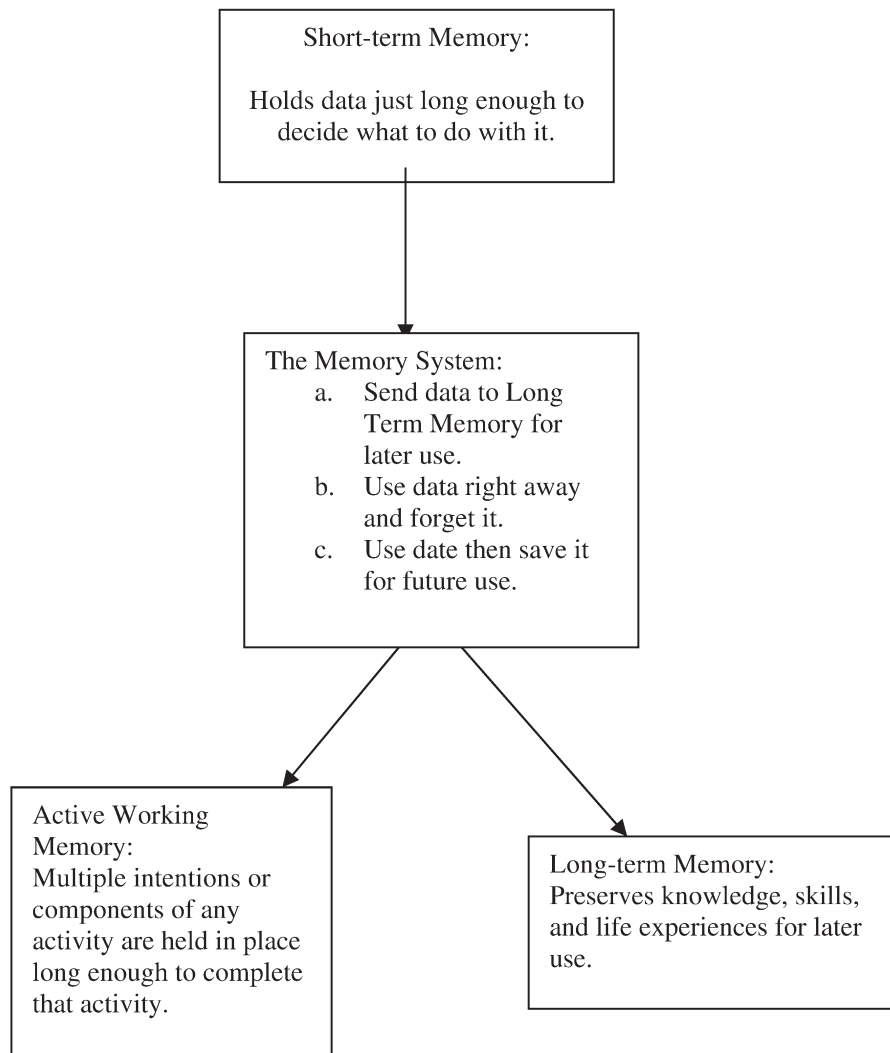 Short-term Memory:
Holds data just long enough to
decide what to do with it.
The Memory System:
a. Send data to Long
Term Memory for
later use.
b. Use data right away
and forget it.
c. Use date then save it
for future use.
Active Working
Memory:
Multiple intentions or
components of any
activity are held in place
long enough to complete
that activity.
Long-term Memory:
Preserves knowledge, skills,
and life experiences for later
use.